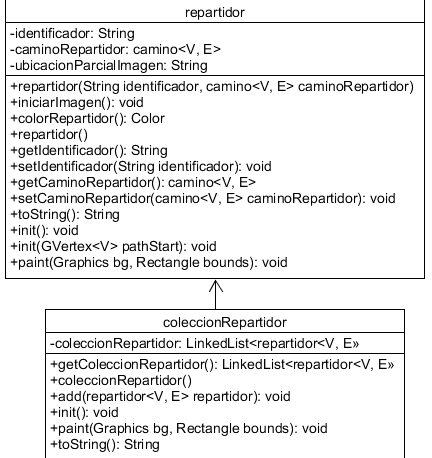 repartidor
-identificador: String
-caminoRepartidor: camino<V, E>
-ubicacionParcialImagen: String
+repartidor(String identificador, camino<V, E> caminoRepartidor)
+iniciarImagen(): void
+colorRepartidor(): Color
+repartidor()
+getIdentificador(): String
+setIdentificador(String identificador): void
+getCaminoRepartidor(): camino<V, E>
+setCaminoRepartidor(camino<V, E> caminoRepartidor): void
+toString(): String
+init(): void
+init(GVertex<V> pathStart): void
+paint(Graphics bg, Rectangle bounds): void
coleccionRepartidor
-coleccionRepartidor: LinkedList<repartidor<V, E»
+getColeccionRepartidor(): LinkedList<repartidor<V, E»
+coleccionRepartidor()
+add(repartidor<V, E> repartidor): void
+init(): void
+paint(Graphics bg, Rectangle bounds): void
+toString(): String